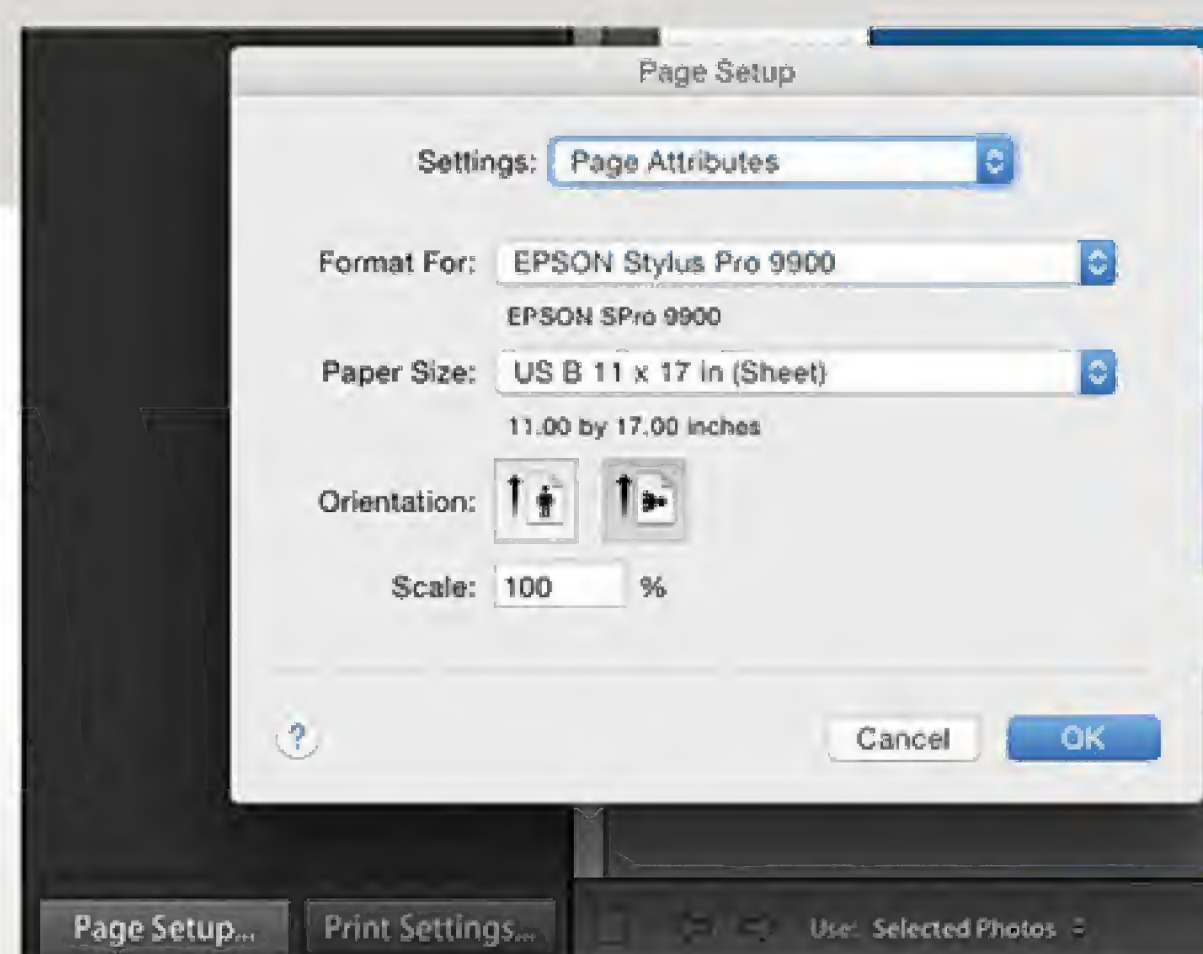 Page Setup
Settings: Page Attributes
Format For: EPSON Stylus Pro 9900
EPSON SPro 9900
Paper Size: US B 11 x 17 in (Sheet)
11.00 by 17.00 inches
Orientation:
Scale: 100 %
?
Cancel OK
Page Setup... Print Settings... Use: Selected Photos